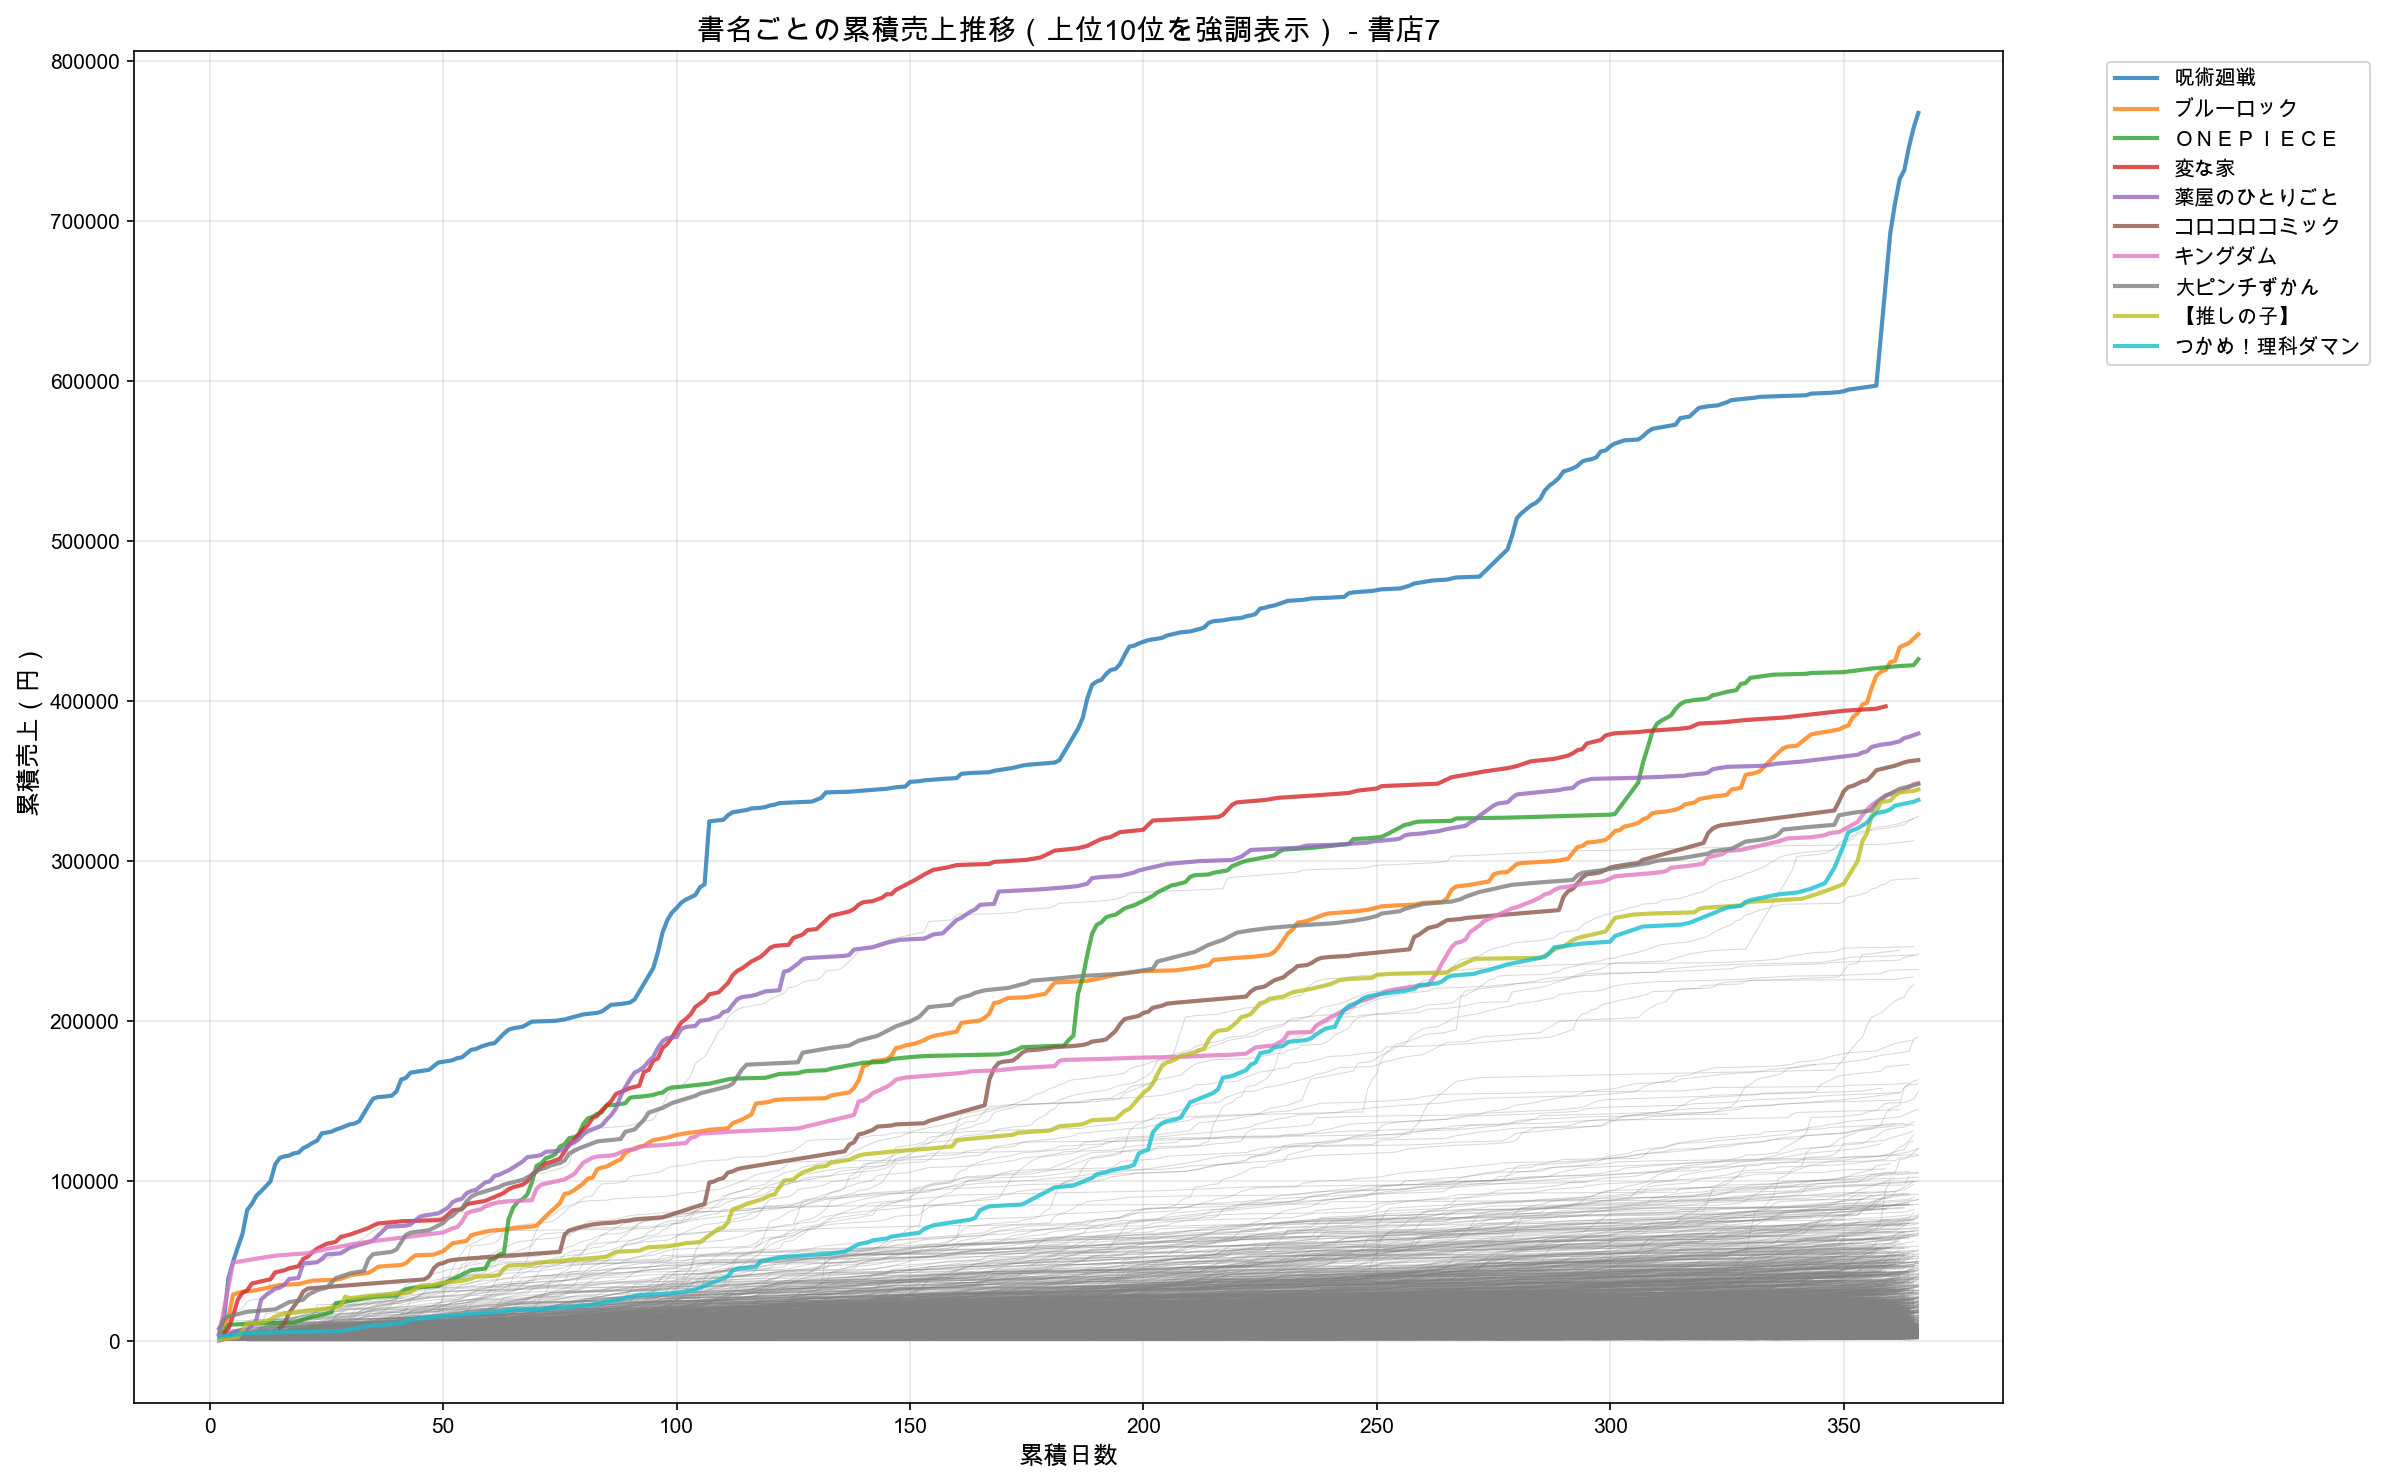 書名ごとの累積売上推移（上位10位を強調表示） - 書店7
累積売上（円）
800000
700000
600000
500000
400000
300000
200000
100000
0
0 50 100 150 200 250 300 350
累積日数
呪術廻戦
ブルーロック
ＯＮＥＰＩＥＣＥ
変な家
薬屋のひとりごと
コロコロコミック
キングダム
大ピンチずかん
【推しの子】
つかめ！理科ダマン